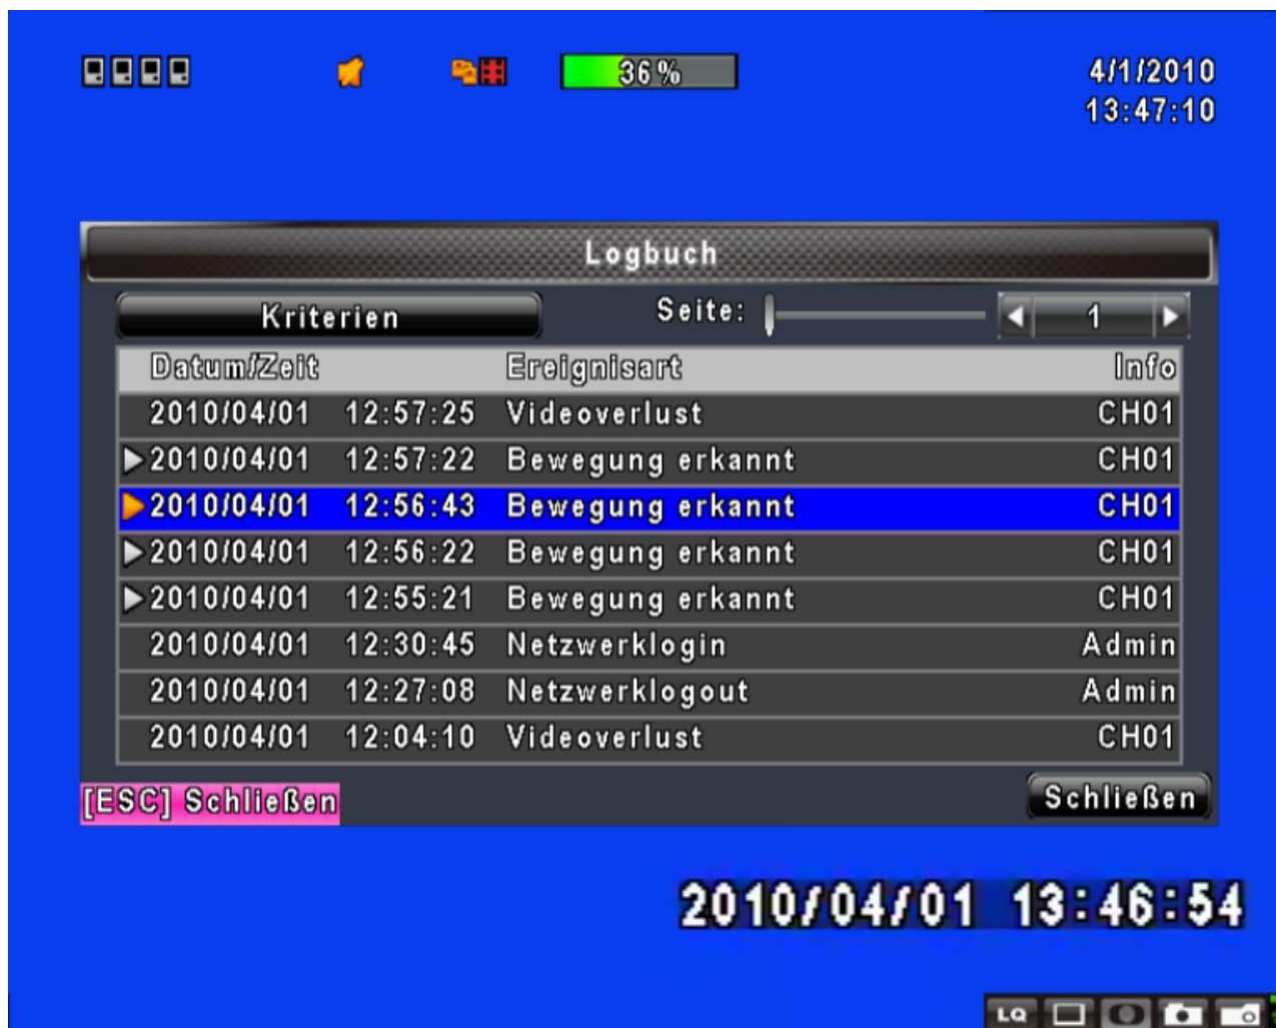 36%
4/1/2010
13:47:10
Logbuch
Kriterien Seite: 1
Datum/Zeit Ereignisart Info
2010/04/01 12:57:25 Videoverlust CH01
2010/04/01 12:57:22 Bewegung erkannt CH01
2010/04/01 12:56:43 Bewegung erkannt CH01
2010/04/01 12:56:22 Bewegung erkannt CH01
2010/04/01 12:55:21 Bewegung erkannt CH01
2010/04/01 12:30:45 Netzwerklogin Admin
2010/04/01 12:27:08 Netzwerklogout Admin
2010/04/01 12:04:10 Videoverlust CH01
[ESC] Schließen Schließen
2010/04/01 13:46:54
LQ